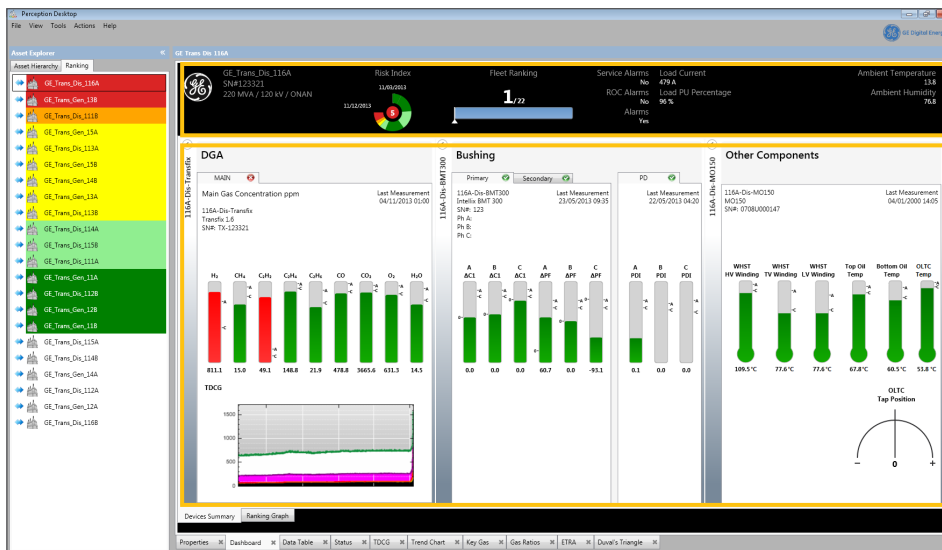 Perception Desktop
File View Tools Actions Help
GE Digital Energy
Asset Explorer «
GE Trans Dis 116A
Asset Hierarchy Ranking
GE_Trans_Dis_116A
GE_Trans_Gen_13B
GE_Trans_Dis_111B
GE_Trans_Gen_15A
GE_Trans_Dis_113A
GE_Trans_Gen_15B
GE_Trans_Gen_14B
GE_Trans_Gen_13A
GE_Trans_Dis_113B
GE_Trans_Dis_114A
GE_Trans_Dis_115B
GE_Trans_Dis_111A
GE_Trans_Gen_11A
GE_Trans_Dis_112B
GE_Trans_Gen_12B
GE_Trans_Gen_11B
GE_Trans_Dis_115A
GE_Trans_Dis_114B
GE_Trans_Gen_14A
GE_Trans_Dis_112A
GE_Trans_Gen_12A
GE_Trans_Dis_116B
GE_Trans_Dis_116A
SN#123321
220 MVA / 120 kV / ONAN
Risk Index
11/03/2013
11/12/2013
5
Fleet Ranking
1/22
Service Alarms
No
ROC Alarms
No
Alarms
Yes
Load Current
479 A
Load PU Percentage
96 %
Ambient Temperature
13.8
Ambient Humidity
76.8
116A-Dis-Transfix
DGA
MAIN
Main Gas Concentration ppm
Last Measurement
04/11/2013 01:00
116A-Dis-Transfix
Transfix 1.6
SN#: TX-123321
H₂ CH₄ C₂H₂ C₂H₄ C₂H₆ CO CO₂ O₂ H₂O
811.1 15.0 49.1 148.8 21.9 478.8 3665.6 631.3 14.5
TDCG
1500
1000
500
0
116A-Dis-BMT300
Bushing
Primary Secondary PD
116A-Dis-BMT300
Intellix BMT 300
SN#: 123
Ph A:
Ph B:
Ph C:
Last Measurement
23/05/2013 09:35
Last Measurement
22/05/2013 04:20
A B C A B C A B C
ΔC1 ΔC1 ΔC1 ΔPF ΔPF ΔPF PDI PDI PDI
0.0 0.0 0.0 60.7 0.0 -93.1 0.1 0.0 0.0
116A-Dis-MO150
Other Components
116A-Dis-MO150
MO150
SN#: 0708U000147
Last Measurement
04/01/2000 14:05
WHST WHST WHST Top Oil Bottom Oil OLTC
HV Winding TV Winding LV Winding Temp Temp Temp
109.5 °C 77.6 °C 77.6 °C 67.8 °C 60.5 °C 53.8 °C
OLTC
Tap Position
− 0 +
Devices Summary Ranking Graph
Properties Dashboard Data Table Status TDCG Trend Chart Key Gas Gas Ratios ETRA Duval's Triangle